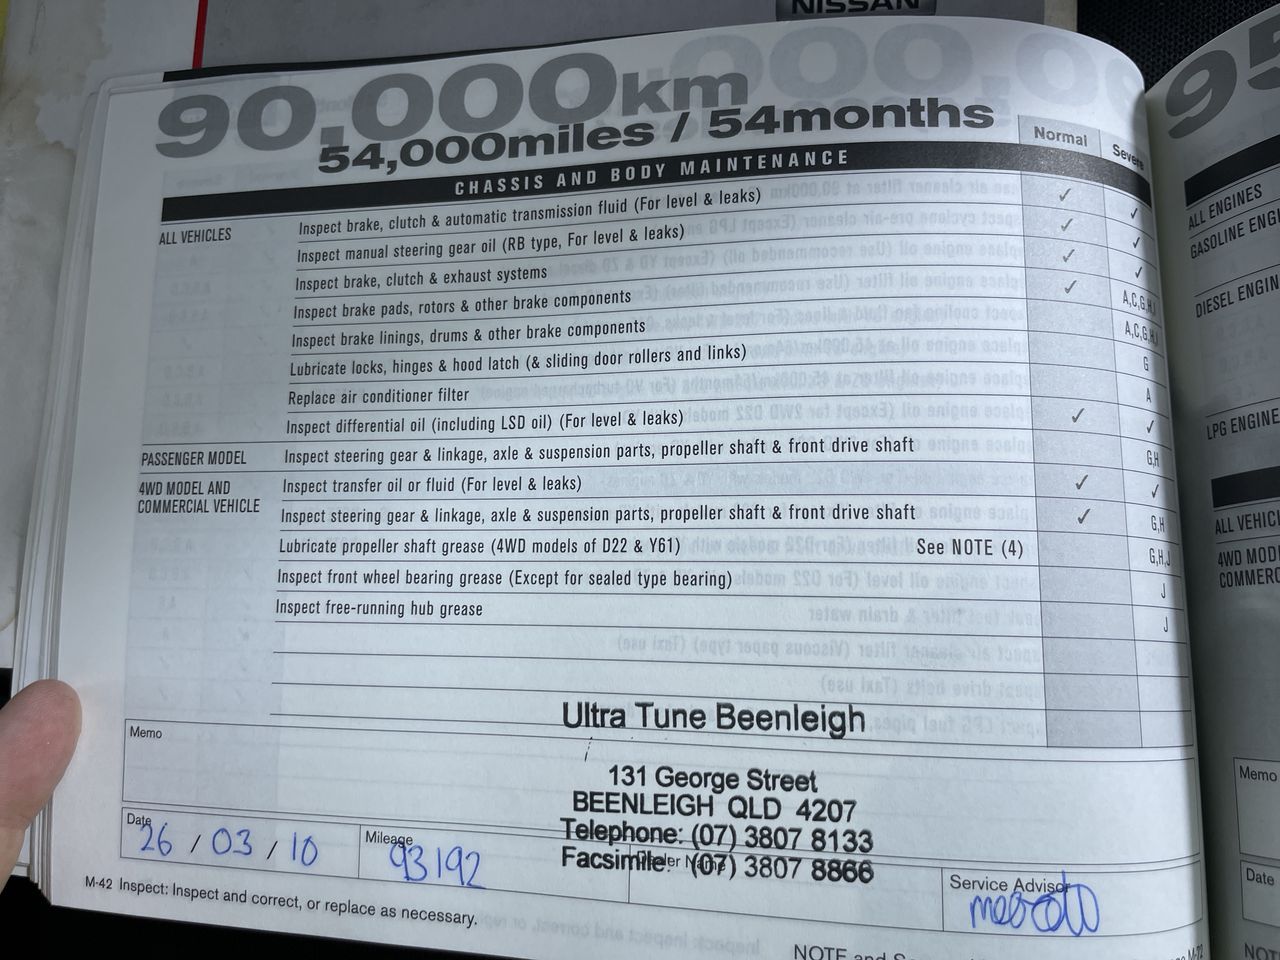 NISSAN
90,000km
54,000miles / 54months
Normal Severe
CHASSIS AND BODY MAINTENANCE
ALL VEHICLES Inspect brake, clutch & automatic transmission fluid (For level & leaks) ✓ ✓
Inspect manual steering gear oil (RB type, For level & leaks) ✓ ✓
Inspect brake, clutch & exhaust systems ✓ ✓
Inspect brake pads, rotors & other brake components ✓ A,C,G,H,J
Inspect brake linings, drums & other brake components A,C,G,H,J
Lubricate locks, hinges & hood latch (& sliding door rollers and links) G
Replace air conditioner filter A
Inspect differential oil (including LSD oil) (For level & leaks) ✓ ✓
PASSENGER MODEL Inspect steering gear & linkage, axle & suspension parts, propeller shaft & front drive shaft G,H
4WD MODEL AND Inspect transfer oil or fluid (For level & leaks) ✓ ✓
COMMERCIAL VEHICLE Inspect steering gear & linkage, axle & suspension parts, propeller shaft & front drive shaft ✓ G,H
Lubricate propeller shaft grease (4WD models of D22 & Y61) See NOTE (4) G,H,J
Inspect front wheel bearing grease (Except for sealed type bearing) J
Inspect free-running hub grease J
Ultra Tune Beenleigh
Memo
131 George Street
BEENLEIGH QLD 4207
Telephone: (07) 3807 8133
Facsimile: (07) 3807 8866
Date 26 / 03 / 10
Mileage 93192
Dealer Name
Service Advisor
M-42 Inspect: Inspect and correct, or replace as necessary.
NOTE and
95
ALL ENGINES
GASOLINE
DIESEL
LPG ENGINE
ALL
4WD
Memo
Date